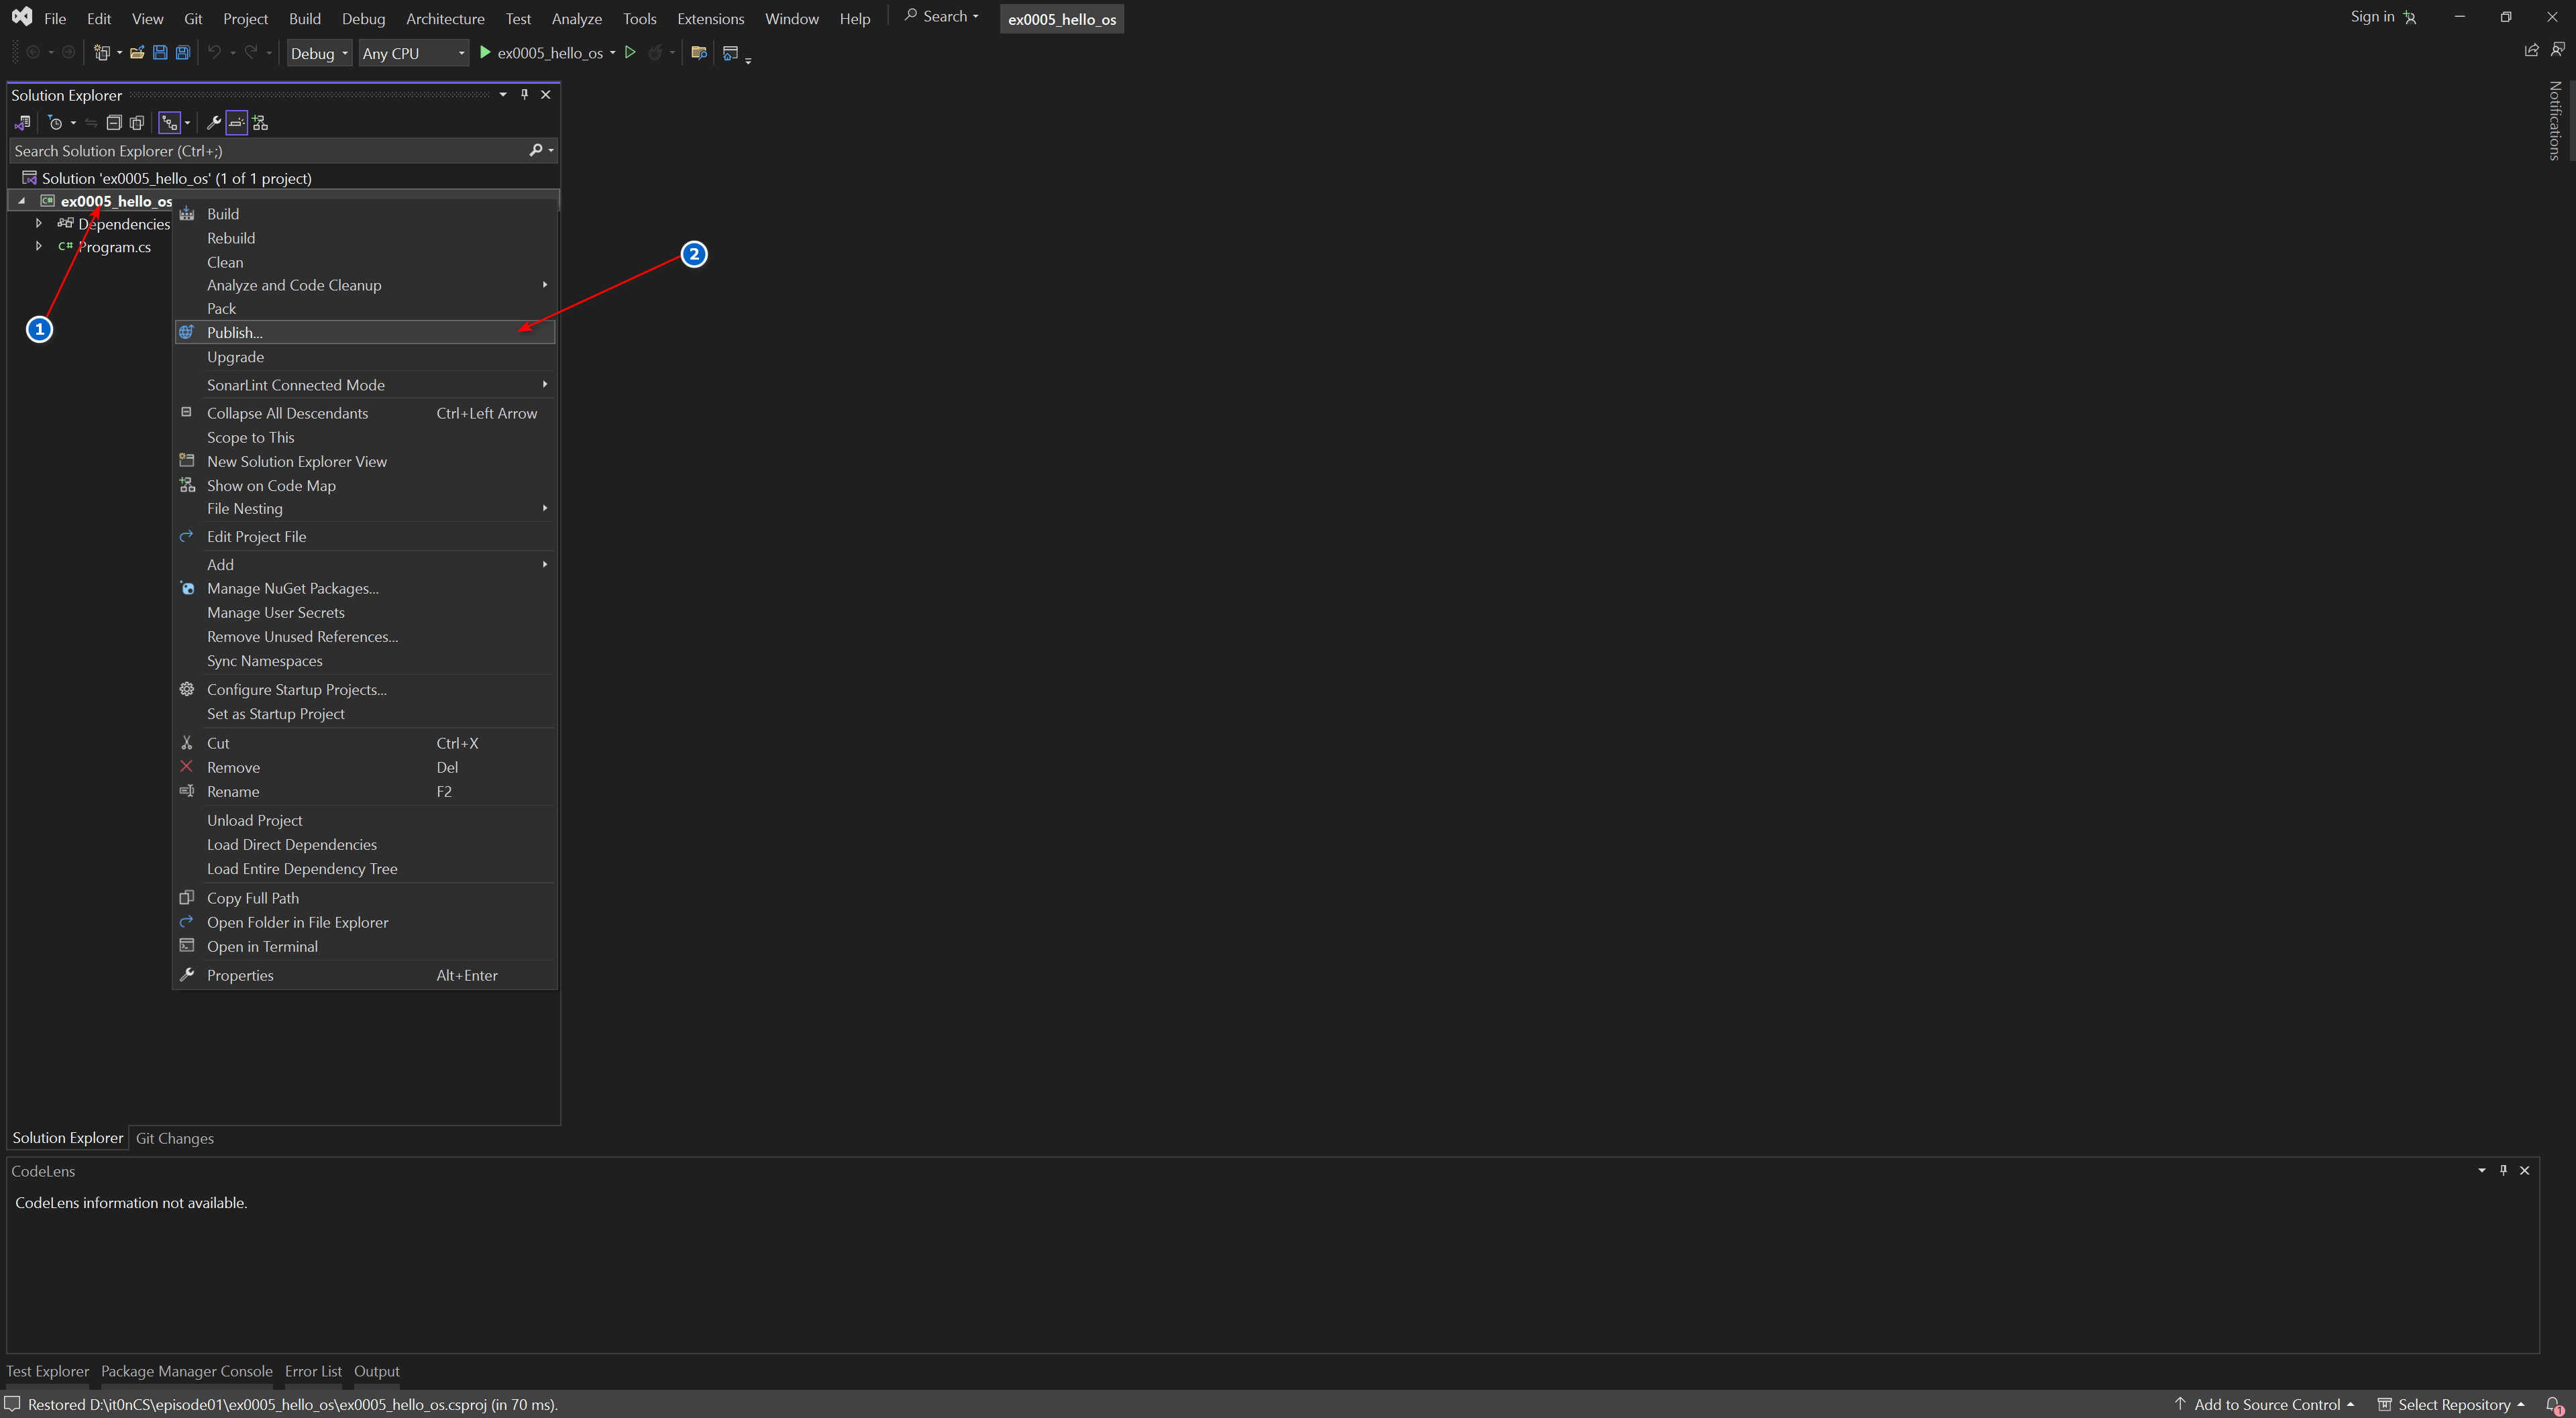 File Edit View Git Project Build Debug Architecture Test Analyze Tools Extensions Window Help Search ex0005_hello_os Sign in
Debug Any CPU ex0005_hello_os
Notifications
Solution Explorer
Search Solution Explorer (Ctrl+;)
Solution 'ex0005_hello_os' (1 of 1 project)
C# ex0005_hello_os
Dependencies
C# Program.cs
1
2
Build
Rebuild
Clean
Analyze and Code Cleanup
Pack
Publish...
Upgrade
SonarLint Connected Mode
Collapse All Descendants Ctrl+Left Arrow
Scope to This
New Solution Explorer View
Show on Code Map
File Nesting
Edit Project File
Add
Manage NuGet Packages...
Manage User Secrets
Remove Unused References...
Sync Namespaces
Configure Startup Projects...
Set as Startup Project
Cut Ctrl+X
Remove Del
Rename F2
Unload Project
Load Direct Dependencies
Load Entire Dependency Tree
Copy Full Path
Open Folder in File Explorer
Open in Terminal
Properties Alt+Enter
Solution Explorer Git Changes
CodeLens
CodeLens information not available.
Test Explorer Package Manager Console Error List Output
Restored D:\it0nCS\episode01\ex0005_hello_os\ex0005_hello_os.csproj (in 70 ms). Add to Source Control Select Repository 1